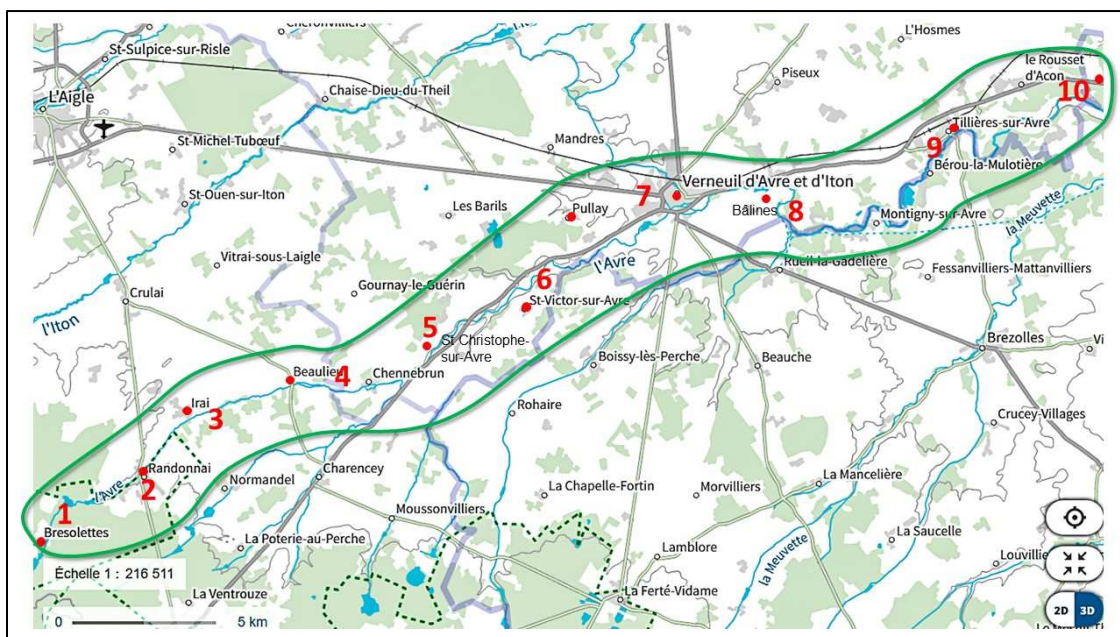 Cheronvilliers
L'Hosmes
St-Sulpice-sur-Risle
le Rousset
d'Acon
10
L'Aigle
Chaise-Dieu du Theil
Piseux
Tillières-sur-Avre
9
St-Michel-Tubœuf
Mandres
Bérou-la-Mulotière
7
Verneuil d'Avre et d'Iton
St-Ouen-sur-Iton
Les Barils
Pullay
Bâlines
8
Montigny-sur-Avre
la Meuvette
l'Avre
Vitrai-sous-Laigle
Rueil-la-Gadelière
Fessanvilliers-Mattanvilliers
6
Gournay-le-Guérin
St-Victor-sur-Avre
Crulai
l'Iton
5
St Christophe-
sur-Avre
Brezolles
Vi
Boissy-lès-Perche
Beauche
Beaulieu
4
Chennebrun
Irai
3
Rohaire
Crucey-Villages
Randonnai
l'Avre
2
Normandel
Charencey
La Mancelière
1
La Chapelle-Fortin
Morvilliers
Bresolettes
Moussonvilliers
La Saucelle
La Poterie-au-Perche
Lamblore
la Meuvette
Louvillie
Échelle 1 : 216 511
La Ventrouze
La Ferté-Vidame
0
5 km
2D
3D